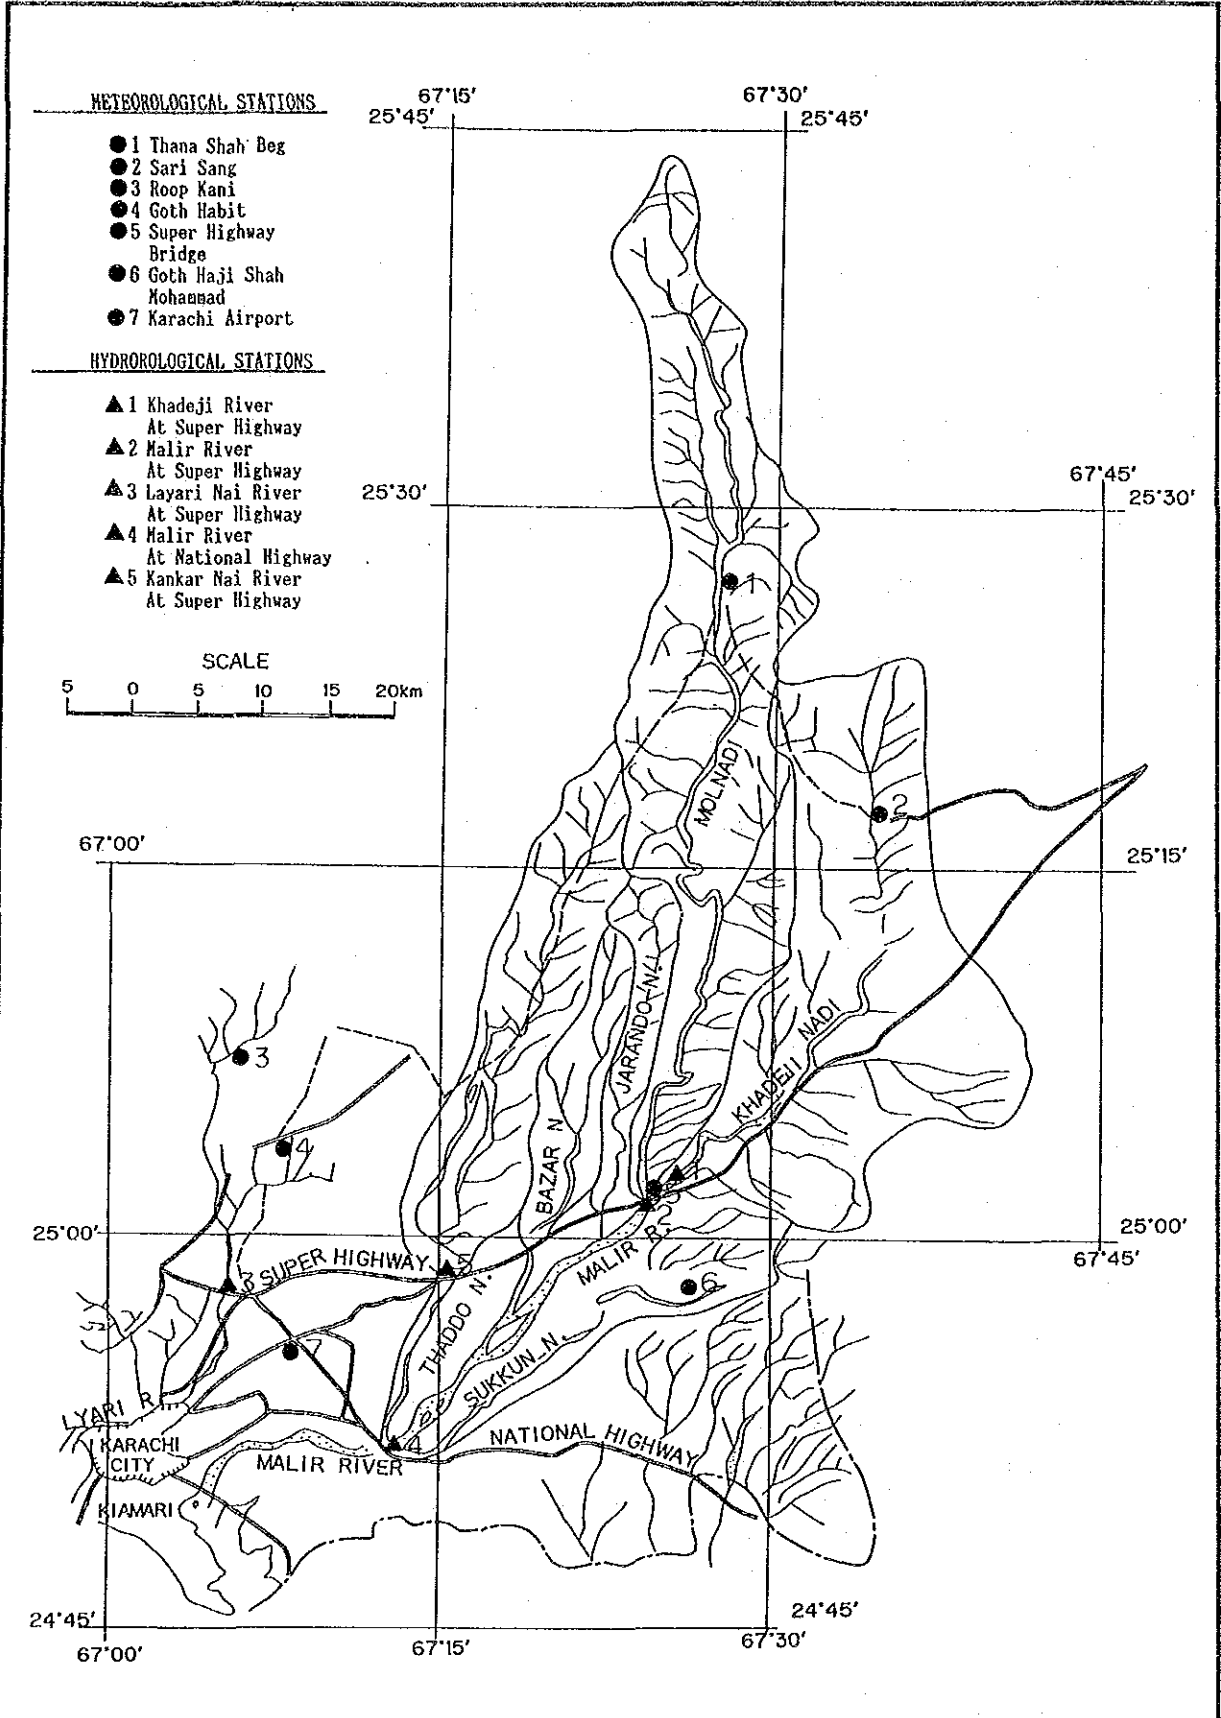 METEOROLOGICAL STATIONS
1 Thana Shah Beg
2 Sari Sang
3 Roop Kani
4 Goth Habit
5 Super Highway
Bridge
6 Goth Haji Shah
Mohammad
7 Karachi Airport
HYDROROLOGICAL STATIONS
1 Khadeji River
At Super Highway
2 Malir River
At Super Highway
3 Layari Nai River
At Super Highway
4 Malir River
At National Highway
5 Kankar Nai River
At Super Highway
SCALE
5 0 5 10 15 20km
67°15' 67°30'
25°45' 25°45'
67°45'
25°30' 25°30'
1
MOLNADI
2
67°00'
25°15'
JARANDO N.
KHADEJI NADI
3
4
BAZAR N
1
5
2
25°00' 25°00'
67°45'
SUPER HIGHWAY
5
MALIR R.
3
6
THADDO N.
7
SUKKUN N.
LYARI R.
KARACHI
CITY
4
NATIONAL HIGHWAY
MALIR RIVER
KIAMARI
24°45' 24°45'
67°00' 67°15' 67°30'